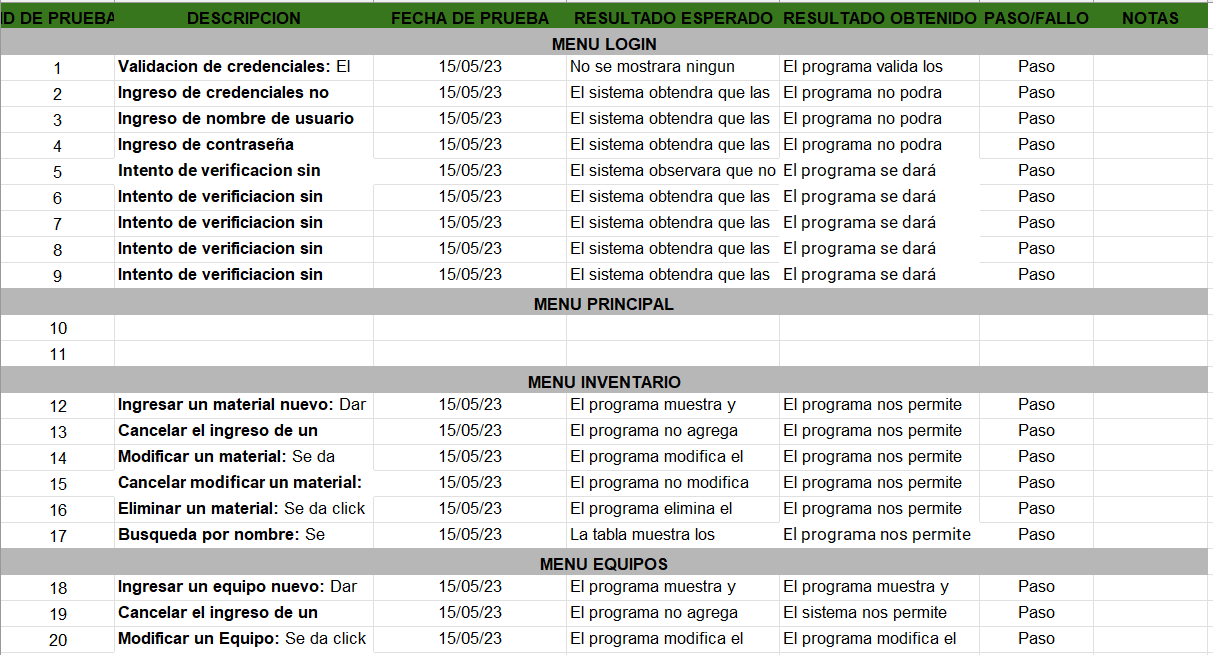 ID DE PRUEBA DESCRIPCION FECHA DE PRUEBA RESULTADO ESPERADO RESULTADO OBTENIDO PASO/FALLO NOTAS
MENU LOGIN
1 Validacion de credenciales: El 15/05/23 No se mostrara ningun El programa valida los Paso
2 Ingreso de credenciales no 15/05/23 El sistema obtendra que las El programa no podra Paso
3 Ingreso de nombre de usuario 15/05/23 El sistema obtendra que las El programa no podra Paso
4 Ingreso de contraseña 15/05/23 El sistema obtendra que las El programa no podra Paso
5 Intento de verificacion sin 15/05/23 El sistema observara que no El programa se dará Paso
6 Intento de verificiacion sin 15/05/23 El sistema obtendra que las El programa se dará Paso
7 Intento de verificiacion sin 15/05/23 El sistema obtendra que las El programa se dará Paso
8 Intento de verificiacion sin 15/05/23 El sistema obtendra que las El programa se dará Paso
9 Intento de verificiacion sin 15/05/23 El sistema obtendra que las El programa se dará Paso
MENU PRINCIPAL
10
11
MENU INVENTARIO
12 Ingresar un material nuevo: Dar 15/05/23 El programa muestra y El programa nos permite Paso
13 Cancelar el ingreso de un 15/05/23 El programa no agrega El programa nos permite Paso
14 Modificar un material: Se da 15/05/23 El programa modifica el El programa nos permite Paso
15 Cancelar modificar un material: 15/05/23 El programa no modifica El programa nos permite Paso
16 Eliminar un material: Se da click 15/05/23 El programa elimina el El programa nos permite Paso
17 Busqueda por nombre: Se 15/05/23 La tabla muestra los El programa nos permite Paso
MENU EQUIPOS
18 Ingresar un equipo nuevo: Dar 15/05/23 El programa muestra y El programa muestra y Paso
19 Cancelar el ingreso de un 15/05/23 El programa no agrega El sistema nos permite Paso
20 Modificar un Equipo: Se da click 15/05/23 El programa modifica el El programa modifica el Paso